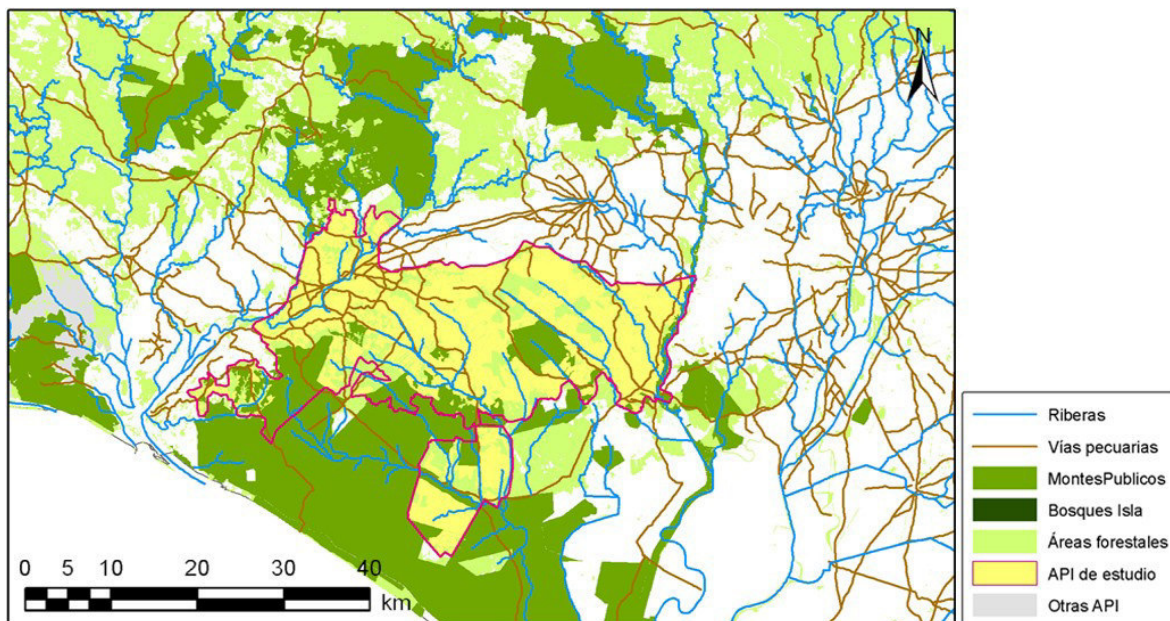 N
0 5 10 20 30 40
km
Riberas
Vías pecuarias
MontesPublicos
Bosques Isla
Áreas forestales
API de estudio
Otras API